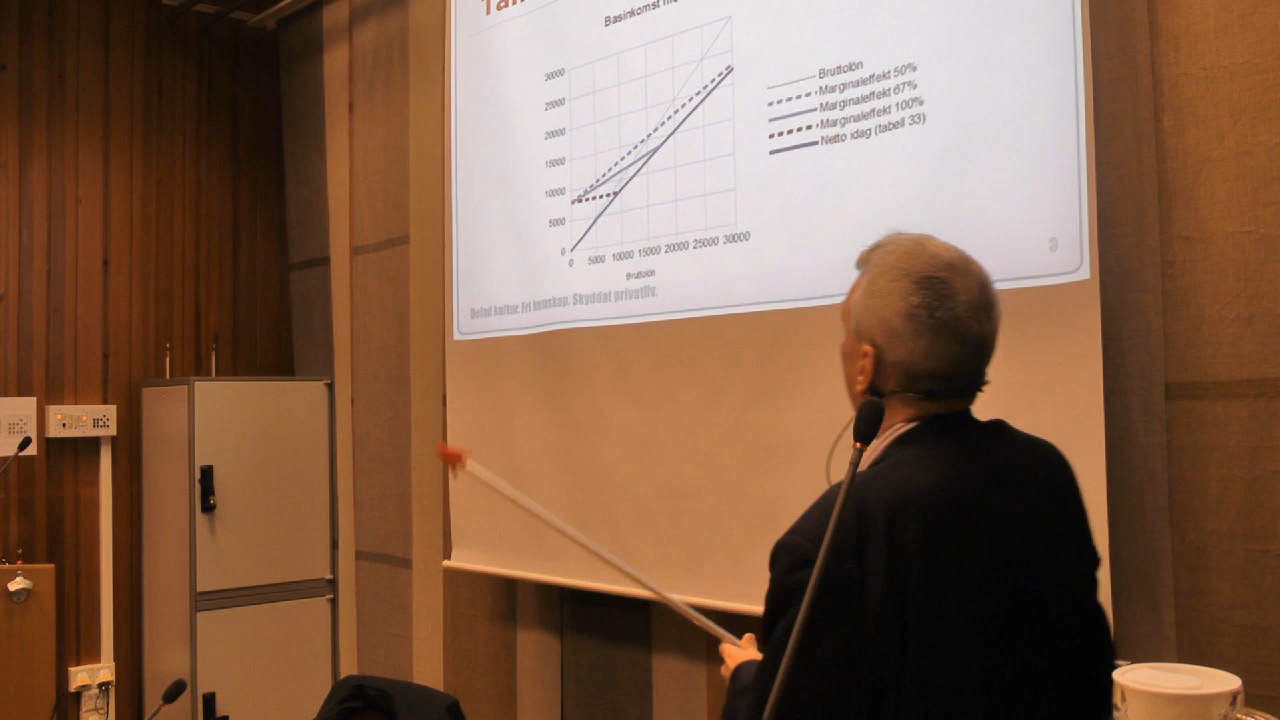 Basinkomst
30000
25000
20000
15000
10000
5000
0
0 5000 10000 15000 20000 25000 30000
Bruttolön
Bruttolön
Marginaleffekt 50%
Marginaleffekt 67%
Marginaleffekt 100%
Netto idag (tabell 33)
Delad kultur. Fri kunskap. Skyddat privatliv.
3